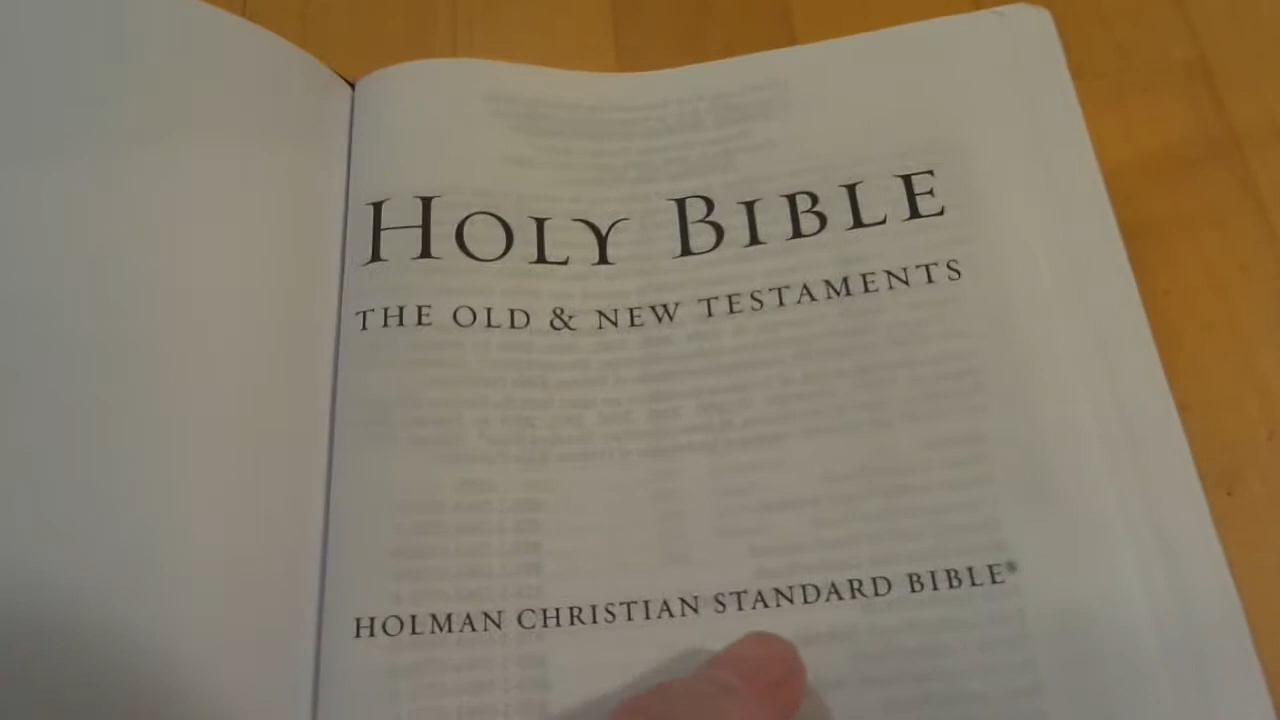 HOLY BIBLE
THE OLD & NEW TESTAMENTS
HOLMAN CHRISTIAN STANDARD BIBLE®